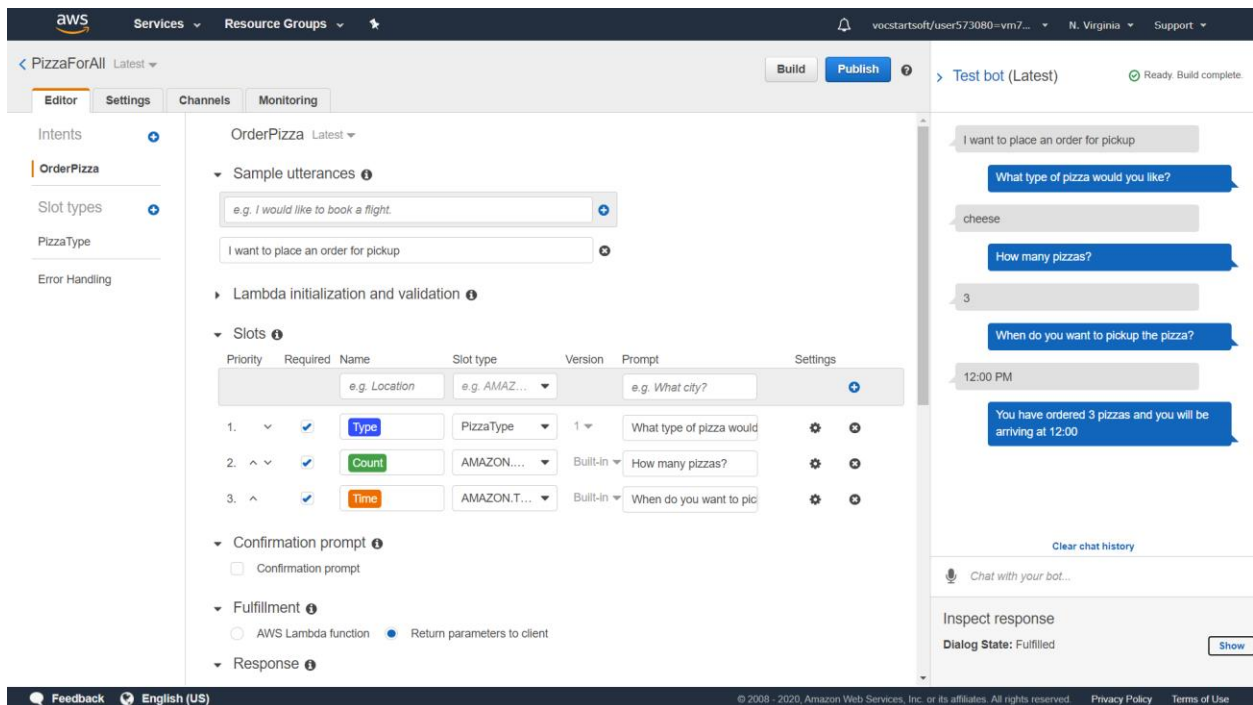 aws Services Resource Groups vocstartsoft/user573080=vm7... N. Virginia Support
PizzaForAll Latest
Build Publish
Editor Settings Channels Monitoring
Intents
OrderPizza
Slot types
PizzaType
Error Handling
OrderPizza Latest
Sample utterances
e.g. I would like to book a flight.
I want to place an order for pickup
Lambda initialization and validation
Slots
Priority Required Name Slot type Version Prompt Settings
e.g. Location e.g. AMAZ... e.g. What city?
1. Type PizzaType 1 What type of pizza would
2. Count AMAZON.... Built-in How many pizzas?
3. Time AMAZON.T... Built-in When do you want to pic
Confirmation prompt
Confirmation prompt
Fulfillment
AWS Lambda function Return parameters to client
Response
Test bot (Latest) Ready. Build complete.
I want to place an order for pickup
What type of pizza would you like?
cheese
How many pizzas?
3
When do you want to pickup the pizza?
12:00 PM
You have ordered 3 pizzas and you will be
arriving at 12:00
Clear chat history
Chat with your bot...
Inspect response
Dialog State: Fulfilled Show
Feedback English (US) © 2008 - 2020, Amazon Web Services, Inc. or its affiliates. All rights reserved. Privacy Policy Terms of Use